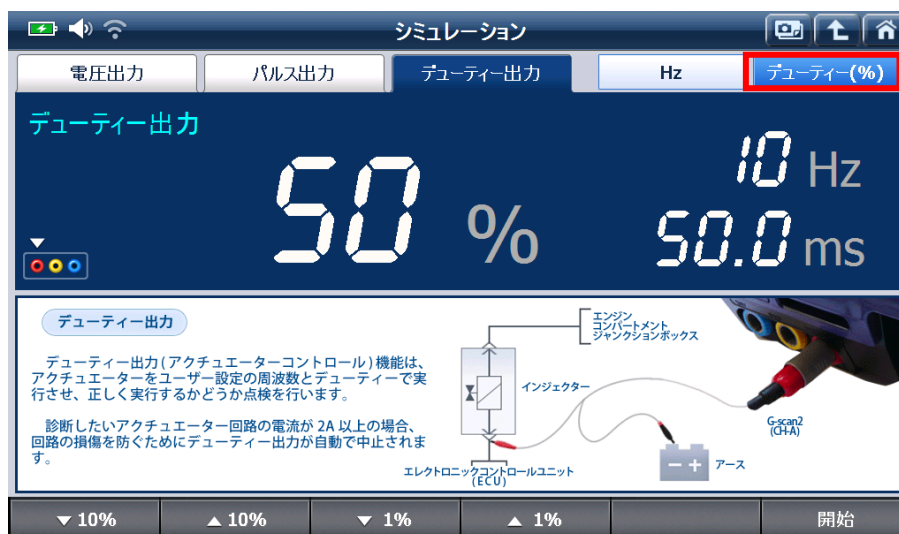 シミュレーション
電圧出力
パルス出力
デューティー出力
Hz
デューティー(%)
デューティー出力
50 %
10 Hz
50.0 ms
デューティー出力
デューティー出力(アクチュエーターコントロール)機能は、
アクチュエーターをユーザー設定の周波数とデューティーで実
行させ、正しく実行するかどうか点検を行います。
診断したいアクチュエーター回路の電流が 2A 以上の場合、
回路の損傷を防ぐためにデューティー出力が自動で中止されま
す。
エンジン
コンパートメント
ジャンクションボックス
インジェクター
G-scan2
(CH-A)
アース
エレクトロニックコントロールユニット
(ECU)
▼ 10%
▲ 10%
▼ 1%
▲ 1%
開始